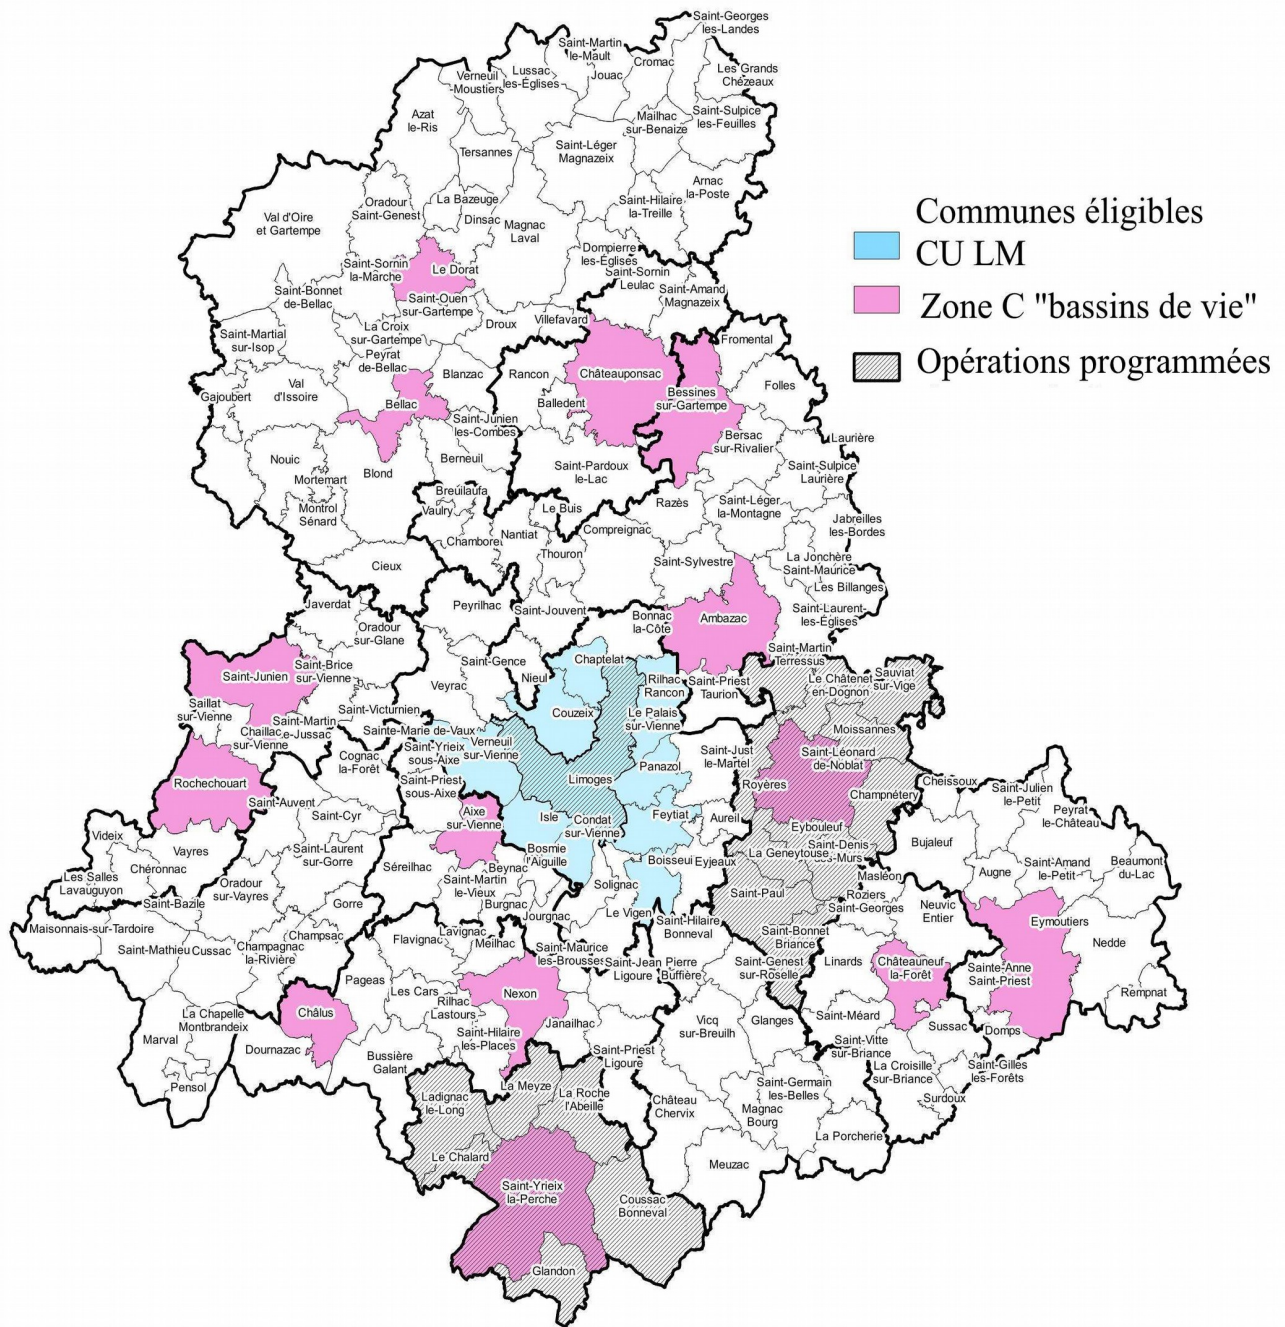 Saint-Georges
les-Landes
Saint-Martin
le-Mault
Cromac
Lussac
les-Églises
Jouac
Les Grands
Chézeaux
Verneuil
-Moustiers
Azat
le-Ris
Mailhac
sur-Benaize
Saint-Sulpice
les-Feuilles
Tersannes
Saint-Léger
Magnazeix
Arnac
la-Poste
Oradour
Saint-Genest
La Bazeuge
Saint-Hilaire
la-Treille
Val d'Oire
et Gartempe
Dinsac
Magnac
Laval
Dompierre
les-Églises
Saint-Sornin
la-Marche
Le Dorat
Saint-Sornin
Leulac
Saint-Bonnet
de-Bellac
Saint-Ouen
sur-Gartempe
Saint-Amand
Magnazeix
Saint-Martial
sur-Isop
La Croix
sur-Gartempe
Droux
Villefavard
Fromental
Peyrat
de-Bellac
Blanzac
Rancon
Châteauponsac
Folles
Gajoubert
Val
d'Issoire
Bellac
Balledent
Bessines
sur-Gartempe
Saint-Junien
les-Combes
Bersac
sur-Rivalier
Laurière
Nouic
Mortemart
Blond
Berneuil
Saint-Pardoux
le-Lac
Saint-Sulpice
Laurière
Montrol
Sénard
Breuilaufa
Vaulry
Le Buis
Razès
Saint-Léger
la-Montagne
Jabreilles
les-Bordes
Chamboret
Nantiat
Compreignac
Cieux
Thouron
Saint-Sylvestre
La Jonchère
Saint-Maurice
Les Billanges
Javerdat
Peyrilhac
Saint-Jouvent
Bonnac
la-Côte
Ambazac
Saint-Laurent-
les-Églises
Oradour
sur-Glane
Saint-Junien
Saint-Brice
sur-Vienne
Saint-Gence
Nieul
Chaptelat
Rilhac
Rancon
Saint-Priest
Taurion
Saint-Martin
Terressus
Le Châtenet
en-Dognon
Sauviat
sur-Vige
Veyrac
Saillat
sur-Vienne
Saint-Victurnien
Couzeix
Le Palais
sur-Vienne
Moissannes
Saint-Martin
de-Jussac
Chaillac
sur-Vienne
Sainte-Marie de-Vaux
Verneuil
sur-Vienne
Saint-Yrieix
sous-Aixe
Saint-Just
le-Martel
Saint-Léonard
de-Noblat
Cognac
la-Forêt
Panazol
Rochechouart
Saint-Priest
sous-Aixe
Limoges
Royères
Champnétery
Cheissoux
Saint-Julien
le-Petit
Peyrat
le-Château
Saint-Auvent
Saint-Cyr
Aixe
sur-Vienne
Isle
Condat
sur-Vienne
Feytiat
Aureil
Eybouleuf
Videix
Vayres
Saint-Laurent
sur-Gorre
Séreilhac
Bosmie
l'Aiguille
Boisseuil
Eyjeaux
La Geneytouse
Saint-Denis
des-Murs
Bujaleuf
Chéronnac
Beynac
Masléon
Augne
Saint-Amand
le-Petit
Beaumont
du-Lac
Les Salles
Lavauguyon
Saint-Bazile
Oradour
sur-Vayres
Gorre
Saint-Martin
le-Vieux
Burgnac
Jourgnac
Solignac
Le Vigen
Saint-Paul
Roziers
Saint-Georges
Neuvic
Entier
Eymoutiers
Maisonnais-sur-Tardoire
Saint-Mathieu
Cussac
Champagnac
la-Rivière
Champsac
Flavignac
Lavignac
Meilhac
Saint-Maurice
les-Brousses
Saint-Hilaire
Bonneval
Saint-Bonnet
Briance
Nedde
Pageas
Les Cars
Rilhac
Lastours
Nexon
Saint-Jean
Ligoure
Pierre
Buffière
Saint-Genest
sur-Roselle
Linards
Châteauneuf
la-Forêt
Sainte-Anne
Saint-Priest
Rempnat
La Chapelle
Montbrandeix
Châlus
Saint-Hilaire
les-Places
Janailhac
Vicq
sur-Breuilh
Glanges
Saint-Méard
Sussac
Domps
Marval
Dournazac
Bussière
Galant
Saint-Priest
Ligoure
Saint-Vitte
sur-Briance
La Croisille
sur-Briance
Saint-Gilles
les-Forêts
Pensol
Ladignac
le-Long
La Meyze
La Roche
l'Abeille
Château
Chervix
Saint-Germain
les-Belles
Magnac
Bourg
Surdoux
La Porcherie
Le Chalard
Meuzac
Saint-Yrieix
la-Perche
Coussac
Bonneval
Glandon
Communes éligibles
CU LM
Zone C "bassins de vie"
Opérations programmées